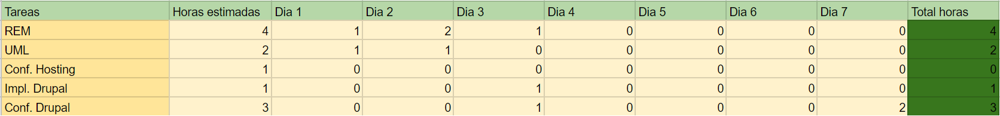 Tareas Horas estimadas Dia 1 Dia 2 Dia 3 Dia 4 Dia 5 Dia 6 Dia 7 Total horas
REM 4 1 2 1 0 0 0 0 4
UML 2 1 1 0 0 0 0 0 2
Conf. Hosting 1 0 0 0 0 0 0 0 0
Impl. Drupal 1 0 0 1 0 0 0 0 1
Conf. Drupal 3 0 0 1 0 0 0 2 3